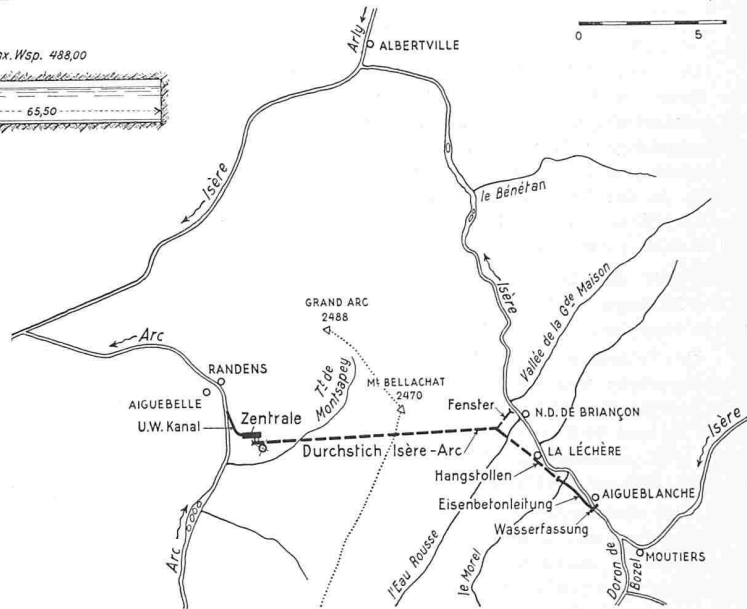 x.Wsp. 488,00
65,50
0 5
Arly
ALBERTVILLE
Isère
le Bénétan
Isère
Vallée de la Gde Maison
GRAND ARC
2488
Arc
RANDENS
Tt de
Montsapey
Mt BELLACHAT
2470
AIGUEBELLE
Fenster
N.D. DE BRIANÇON
U.W. Kanal
Zentrale
Isère
Durchstich Isère-Arc
LA LÉCHÈRE
Hangstollen
Eisenbetonleitung
AIGUEBLANCHE
Wasserfassung
Arc
l'Eau Rousse
le Morel
Doron de
Bozel
MOUTIERS